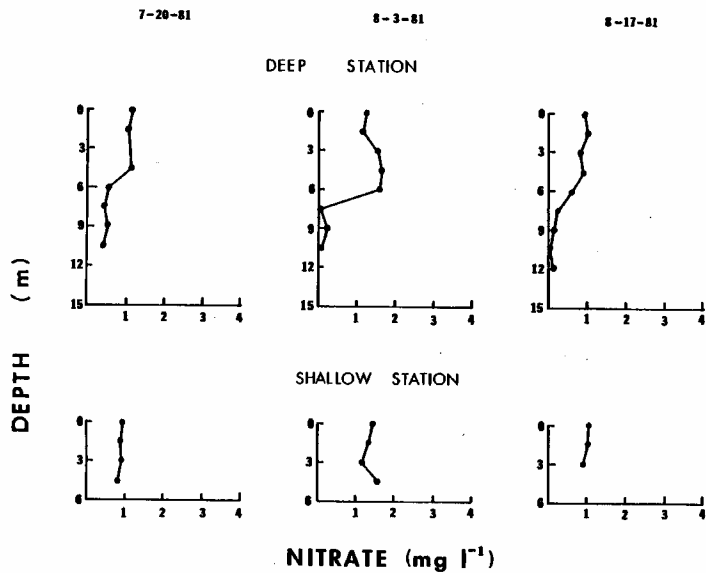 7-20-81 8-3-81 8-17-81
DEEP STATION
0 0 0
3 3 3
6 6 6
9 9 9
12 12 12
15 15 15
1 2 3 4 1 2 3 4 1 2 3 4
DEPTH (m)
SHALLOW STATION
0 0 0
3 3 3
6 6 6
1 2 3 4 1 2 3 4 1 2 3 4
NITRATE (mg l⁻¹)